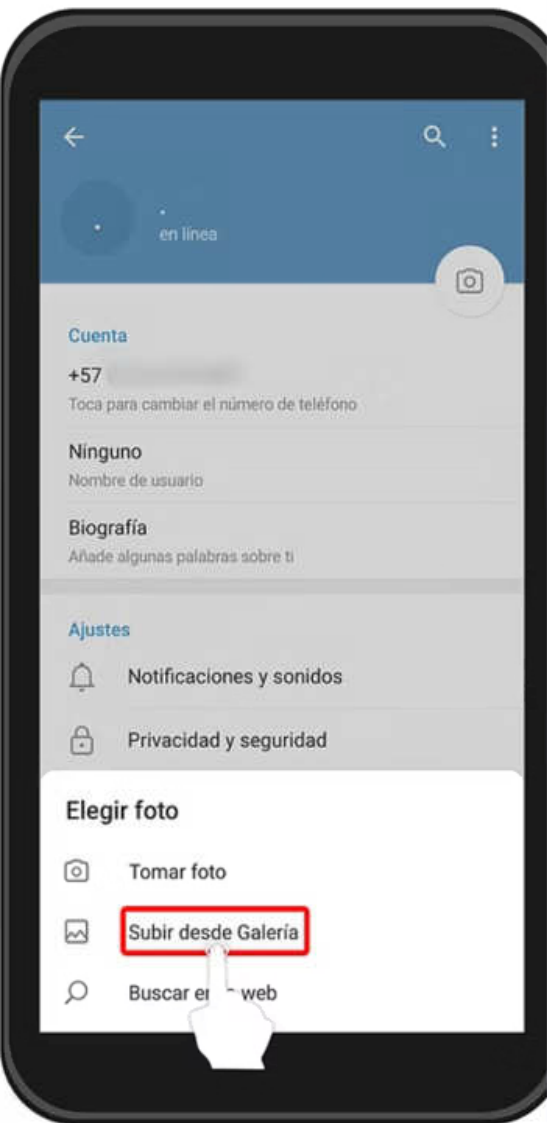 .
.
en línea
Cuenta
+57
Toca para cambiar el número de teléfono
Ninguno
Nombre de usuario
Biografía
Añade algunas palabras sobre ti
Ajustes
Notificaciones y sonidos
Privacidad y seguridad
Elegir foto
Tomar foto
Subir desde Galería
Buscar en web